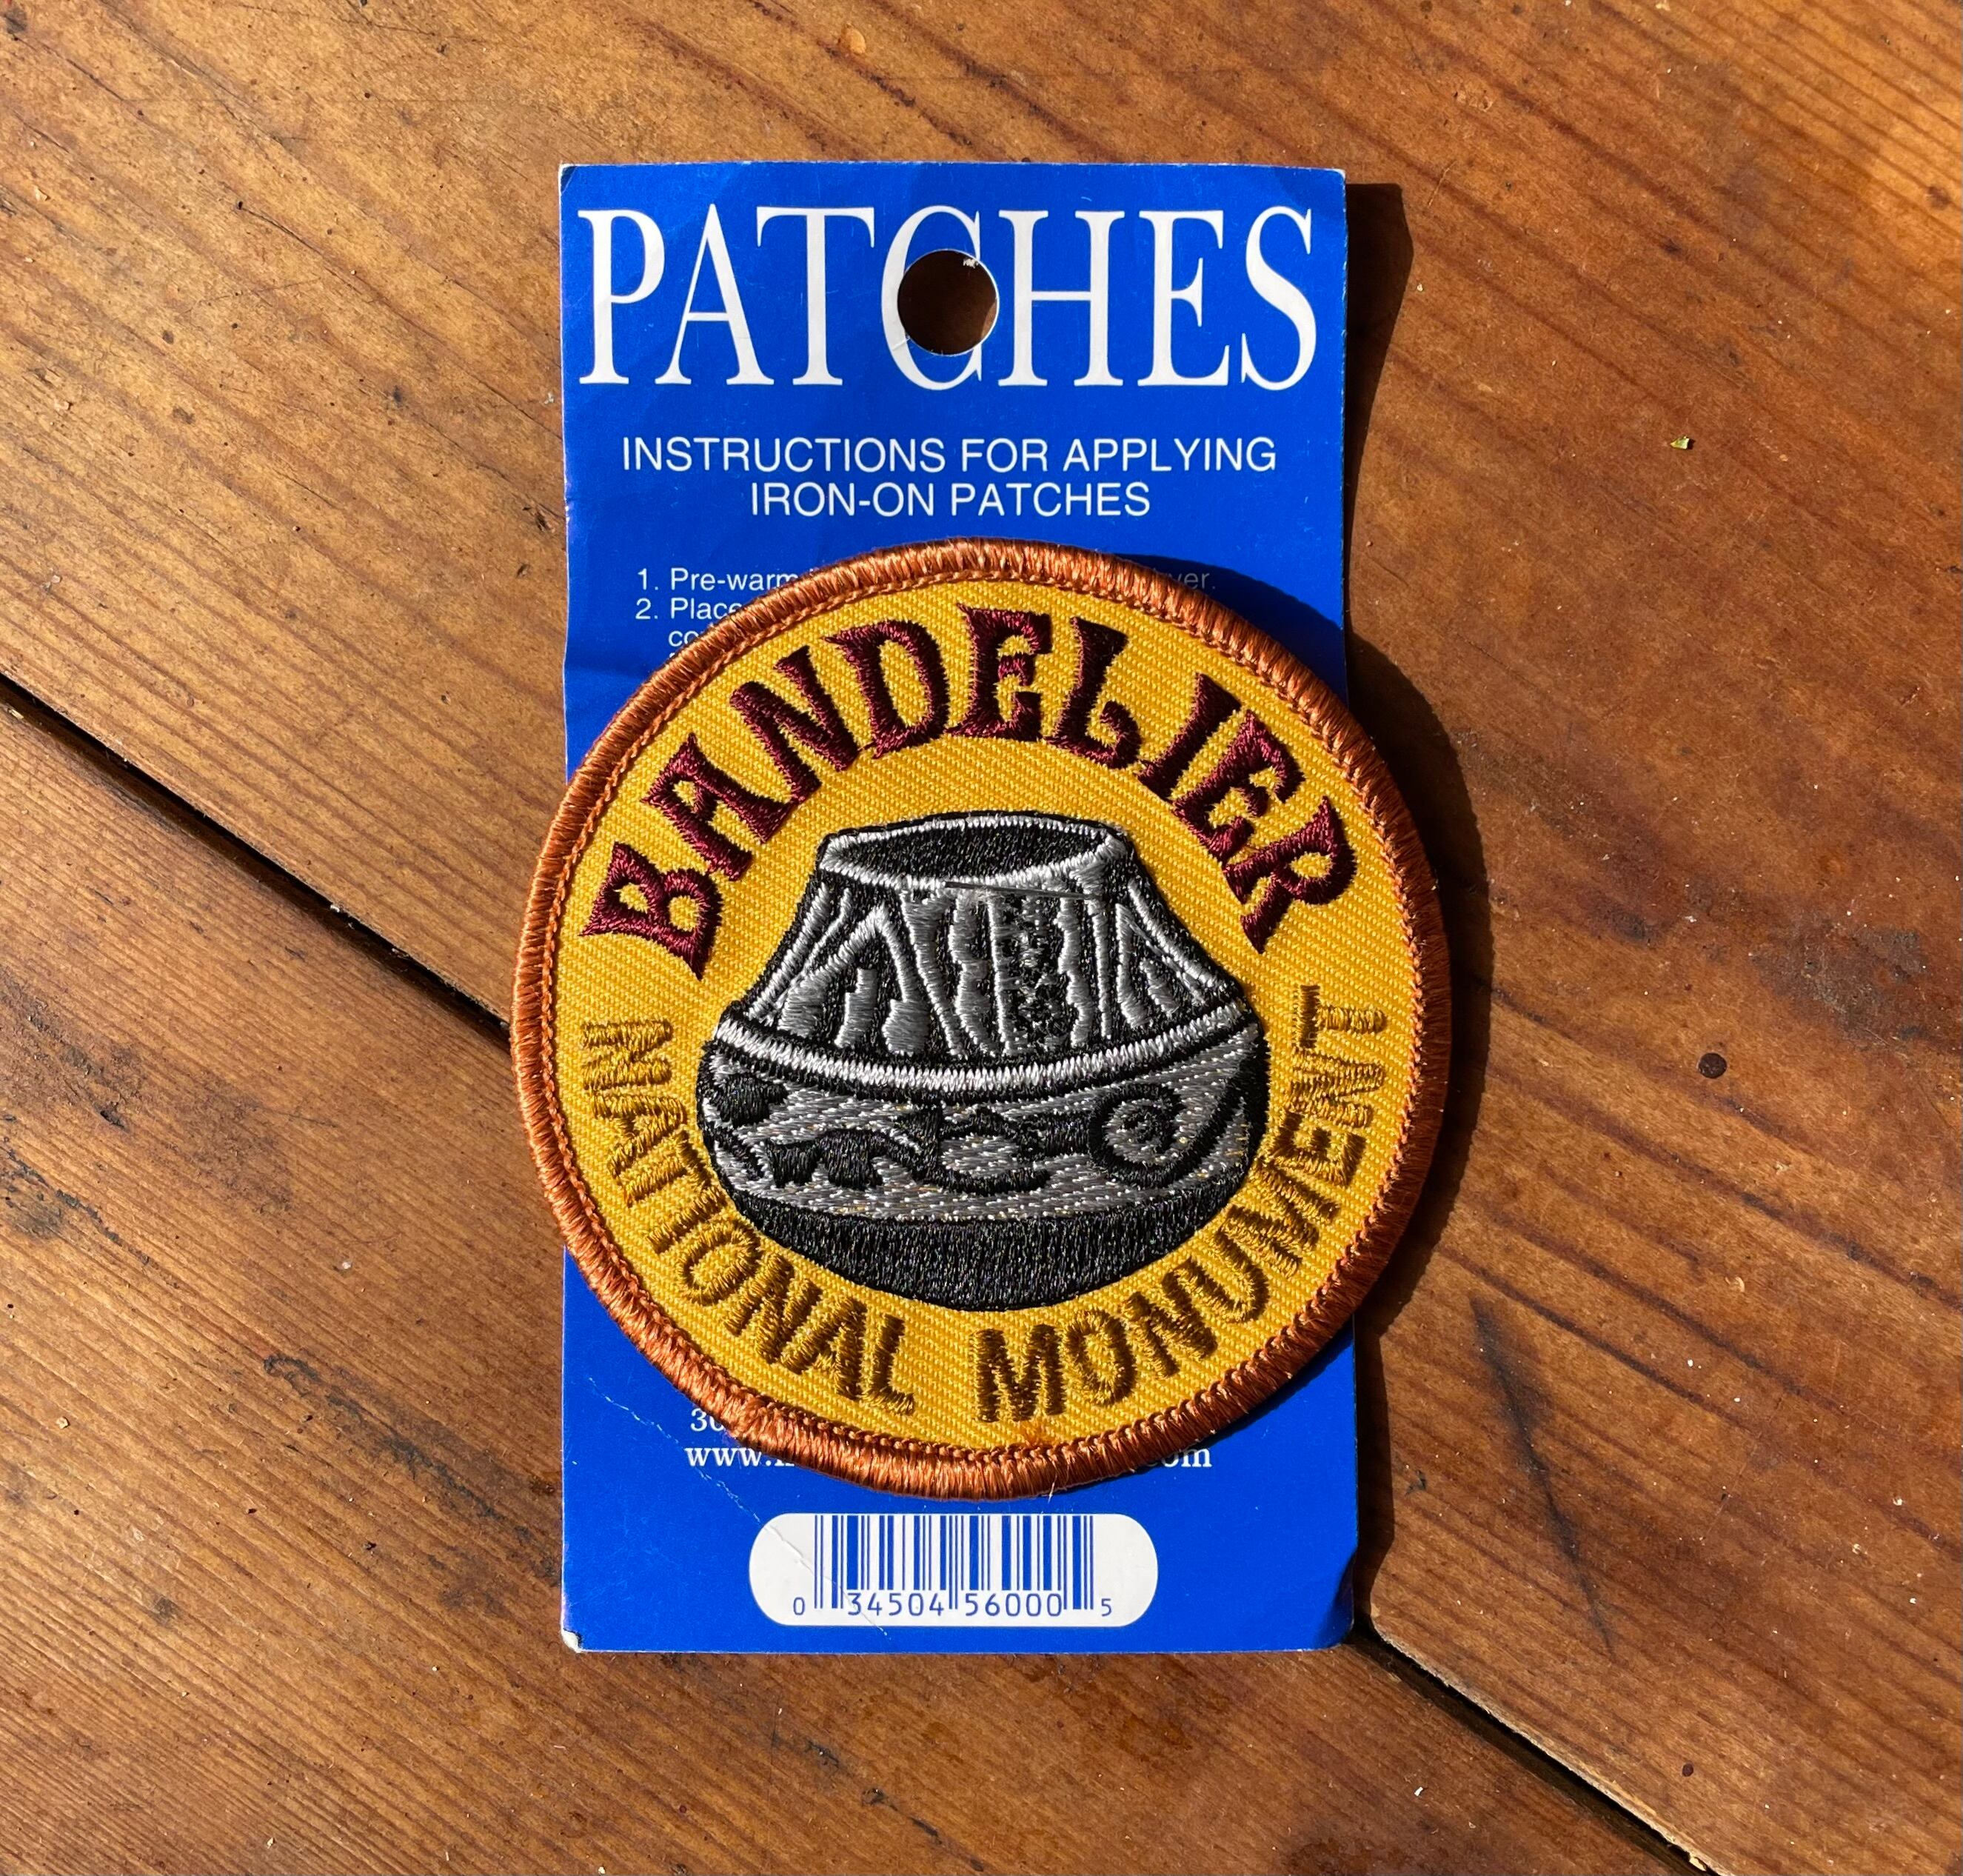 PATCHES
INSTRUCTIONS FOR APPLYING
IRON-ON PATCHES
1. Pre-warm
2. Place
BANDELIER
NATIONAL MONUMENT
0 34504 56000 5